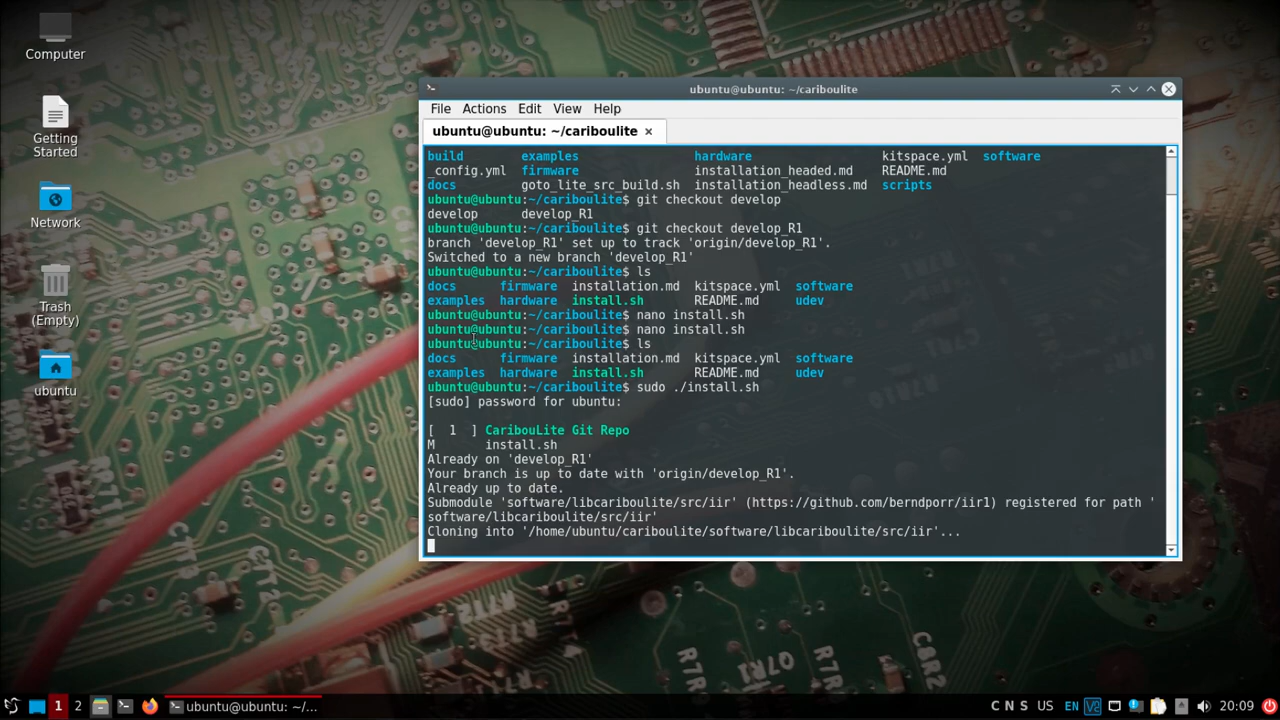 Computer
Getting
Started
Network
Trash
(Empty)
ubuntu
ubuntu@ubuntu: ~/cariboulite
File Actions Edit View Help
ubuntu@ubuntu: ~/cariboulite
build examples hardware kitspace.yml software
_config.yml firmware installation_headed.md README.md
docs goto_lite_src_build.sh installation_headless.md scripts
ubuntu@ubuntu:~/cariboulite$ git checkout develop
develop develop_R1
ubuntu@ubuntu:~/cariboulite$ git checkout develop_R1
branch 'develop_R1' set up to track 'origin/develop_R1'.
Switched to a new branch 'develop_R1'
ubuntu@ubuntu:~/cariboulite$ ls
docs firmware installation.md kitspace.yml software
examples hardware install.sh README.md udev
ubuntu@ubuntu:~/cariboulite$ nano install.sh
ubuntu@ubuntu:~/cariboulite$ nano install.sh
ubuntu@ubuntu:~/cariboulite$ ls
docs firmware installation.md kitspace.yml software
examples hardware install.sh README.md udev
ubuntu@ubuntu:~/cariboulite$ sudo ./install.sh
[sudo] password for ubuntu:
[ 1 ] CaribouLite Git Repo
M install.sh
Already on 'develop_R1'
Your branch is up to date with 'origin/develop_R1'.
Already up to date.
Submodule 'software/libcariboulite/src/iir' (https://github.com/berndporr/iir1) registered for path '
software/libcariboulite/src/iir'
Cloning into '/home/ubuntu/cariboulite/software/libcariboulite/src/iir'...
1 2 ubuntu@ubuntu: ~/... C N S US EN 20:09